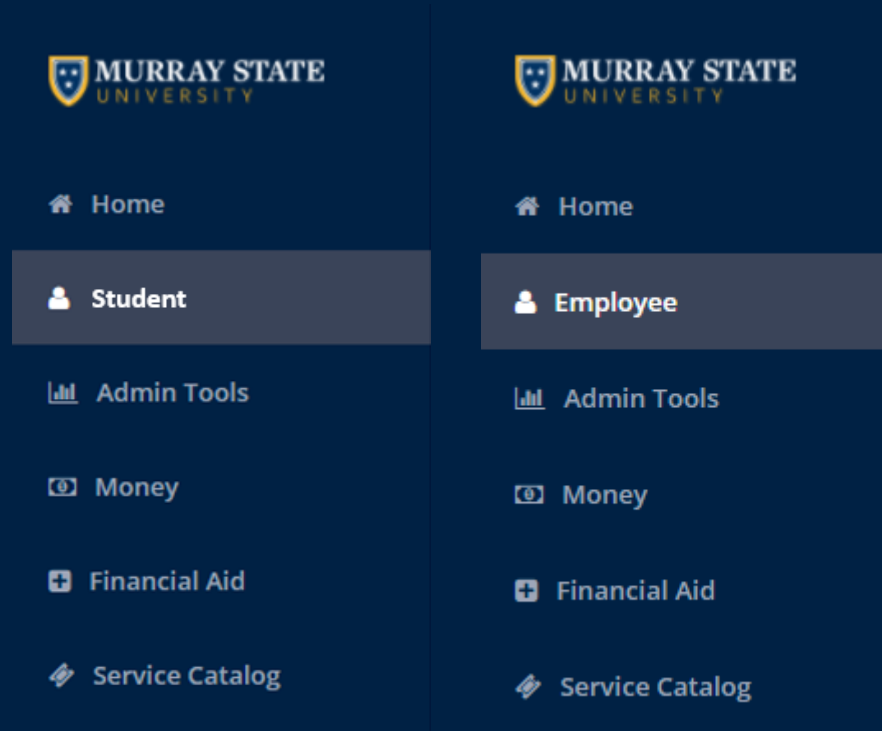 MURRAY STATE
UNIVERSITY
Home
Student
Admin Tools
Money
Financial Aid
Service Catalog
MURRAY STATE
UNIVERSITY
Home
Employee
Admin Tools
Money
Financial Aid
Service Catalog